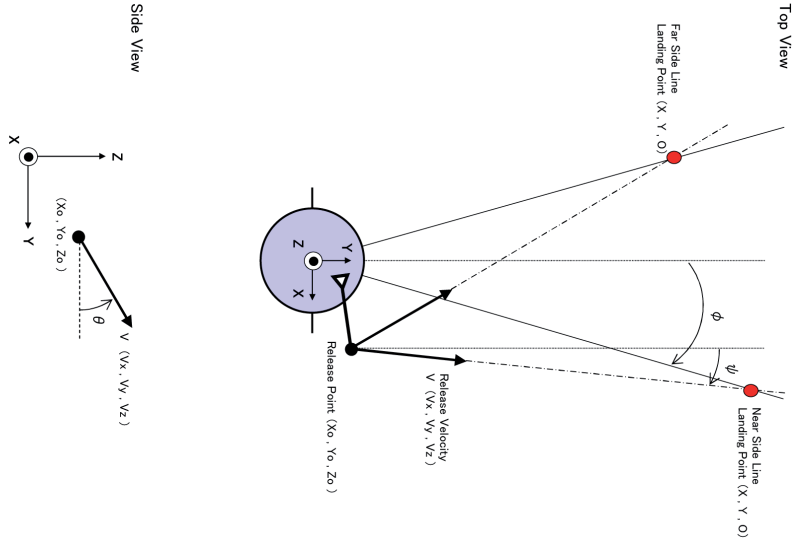 Top View
Far Side Line
Landing Point (X , Y , O)
Near Side Line
Landing Point (X , Y , O)
φ
ψ
Y
Z
X
Release Velocity
V (Vx , Vy , Vz )
Release Point (Xo , Yo , Zo )
Side View
Z
X
Y
(Xo , Yo , Zo )
θ
V (Vx , Vy , Vz )